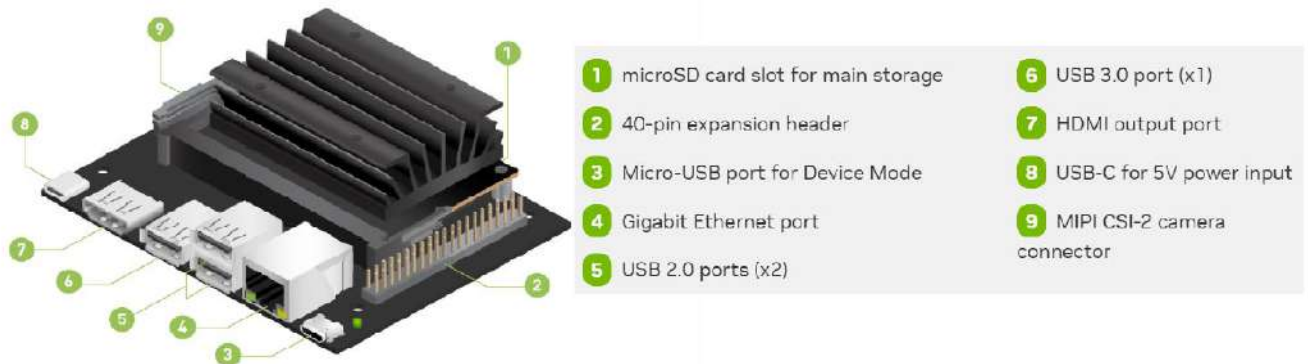 9
1
8
7
6
5
4
3
2
1 microSD card slot for main storage
2 40-pin expansion header
3 Micro-USB port for Device Mode
4 Gigabit Ethernet port
5 USB 2.0 ports (x2)
6 USB 3.0 port (x1)
7 HDMI output port
8 USB-C for 5V power input
9 MIPI CSI-2 camera
connector